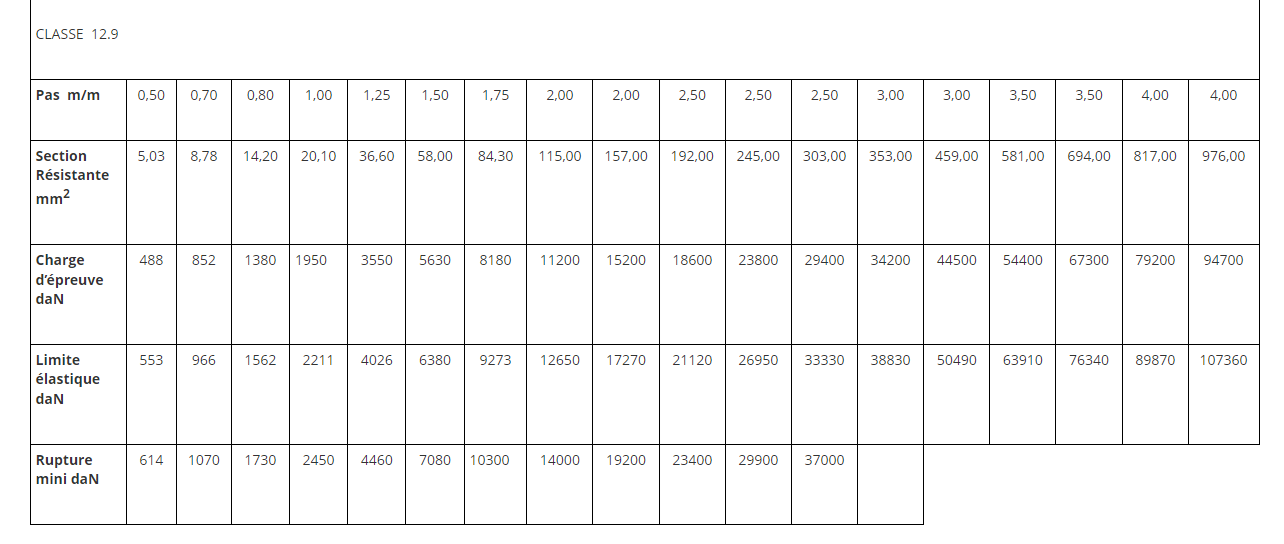 CLASSE 12.9
Pas m/m 0,50 0,70 0,80 1,00 1,25 1,50 1,75 2,00 2,00 2,50 2,50 2,50 3,00 3,00 3,50 3,50 4,00 4,00
Section
Résistante
mm2
5,03 8,78 14,20 20,10 36,60 58,00 84,30 115,00 157,00 192,00 245,00 303,00 353,00 459,00 581,00 694,00 817,00 976,00
Charge
d’épreuve
daN
488 852 1380 1950 3550 5630 8180 11200 15200 18600 23800 29400 34200 44500 54400 67300 79200 94700
Limite
élastique
daN
553 966 1562 2211 4026 6380 9273 12650 17270 21120 26950 33330 38830 50490 63910 76340 89870 107360
Rupture
mini daN
614 1070 1730 2450 4460 7080 10300 14000 19200 23400 29900 37000